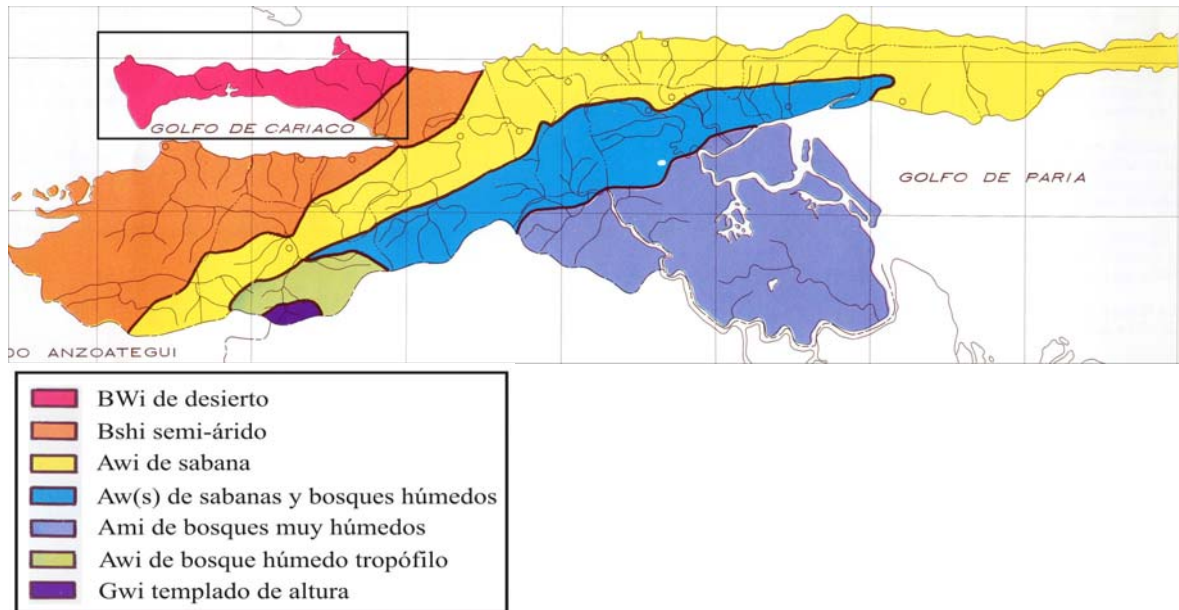 GOLFO DE CARIACO
GOLFO DE PARIA
DO ANZOATEGUI
BWi de desierto
Bshi semi-árido
Awi de sabana
Aw(s) de sabanas y bosques húmedos
Ami de bosques muy húmedos
Awi de bosque húmedo tropófilo
Gwi templado de altura